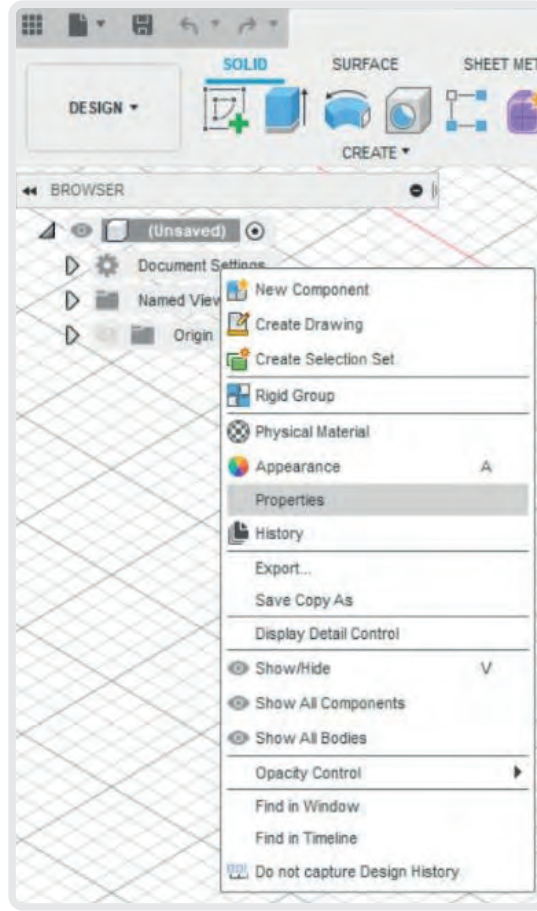 SOLID SURFACE SHEET MET
DESIGN
CREATE
BROWSER
(Unsaved)
Document Settings
Named View
Origin
New Component
Create Drawing
Create Selection Set
Rigid Group
Physical Material
Appearance A
Properties
History
Export...
Save Copy As
Display Detail Control
Show/Hide V
Show All Components
Show All Bodies
Opacity Control
Find in Window
Find in Timeline
Do not capture Design History